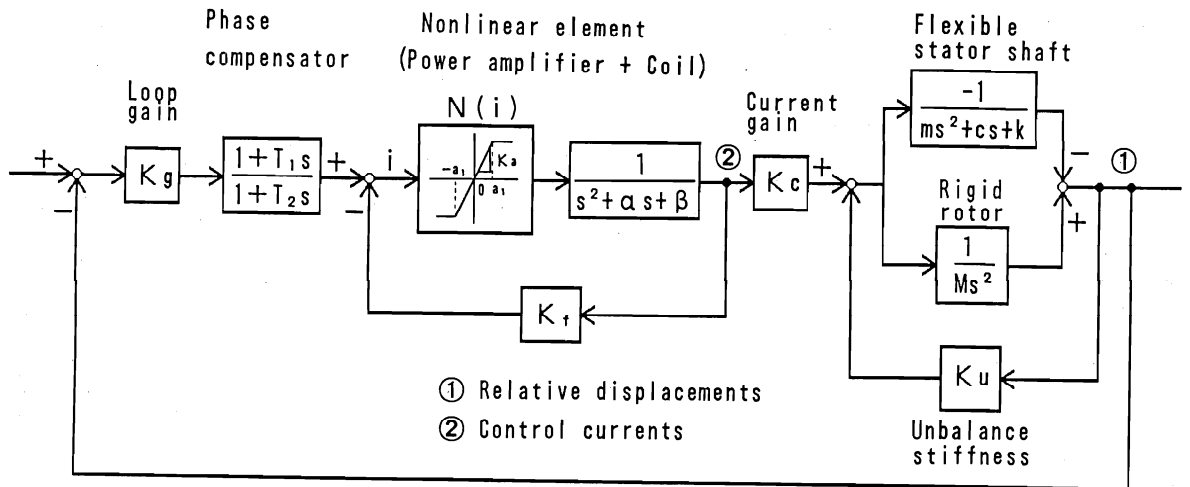 Phase
compensator
Nonlinear element
(Power amplifier + Coil)
Flexible
stator shaft
Loop
gain
N(i)
Current
gain
-1
ms²+cs+k
+
Kg
1+T₁s
1+T₂s
+
i
-a₁
Ka
0 a₁
1
s²+αs+β
②
Kc
+
−
①
−
−
Rigid
rotor
1
Ms²
+
Kf
Ku
① Relative displacements
② Control currents
Unbalance
stiffness